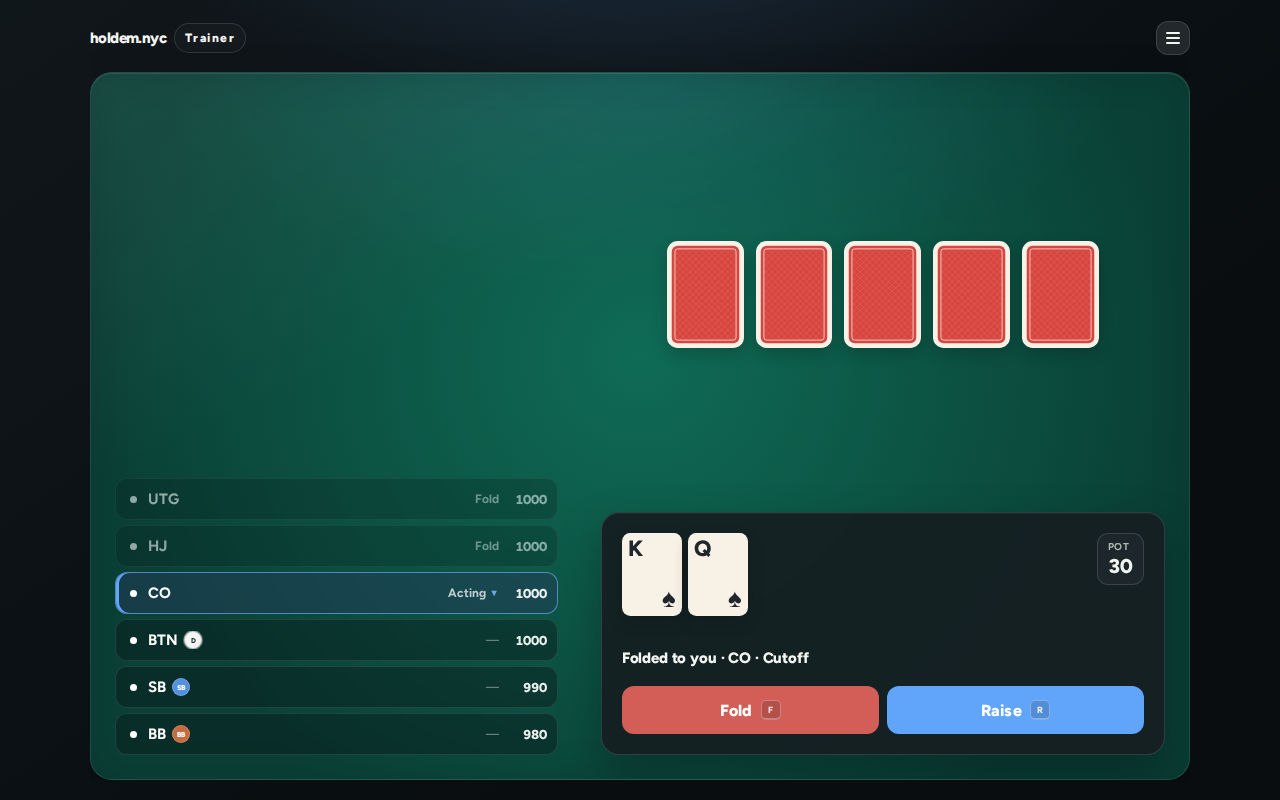 holdem.nyc Trainer
UTG Fold 1000
HJ Fold 1000
CO Acting ▼ 1000
BTN D — 1000
SB SB — 990
BB BB — 980
K Q
POT
30
Folded to you · CO · Cutoff
Fold F
Raise R